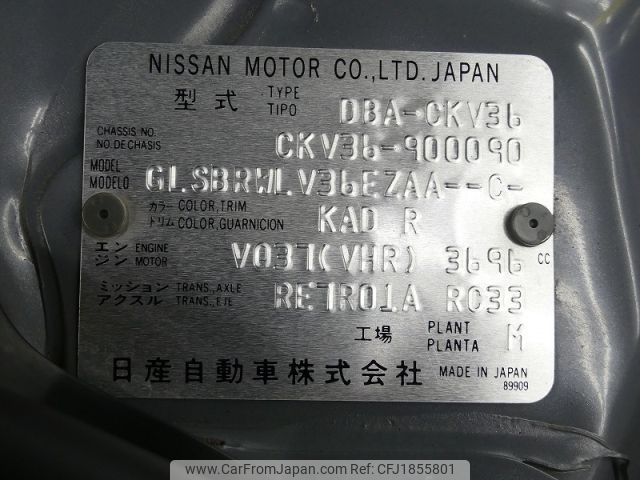 NISSAN MOTOR CO.,LTD. JAPAN
型式 TYPE TIPO DBA-CKV36
CHASSIS NO. NO. DE CHASIS CKV36-900090
MODEL MODELO GLSBRWLV36EZAA--C-
カラー COLOR,TRIM
トリム COLOR,GUARNICION KAD R
エンジン ENGINE MOTOR VQ37(VHR) 3696 CC
ミッション TRANS.,AXLE
アクスル TRANS.,EJE RE7R01A RC33
工場 PLANT PLANTA M
日産自動車株式会社 MADE IN JAPAN
89909
www.CarFromJapan.com | © CarFromJapan.com - CFJ1855801